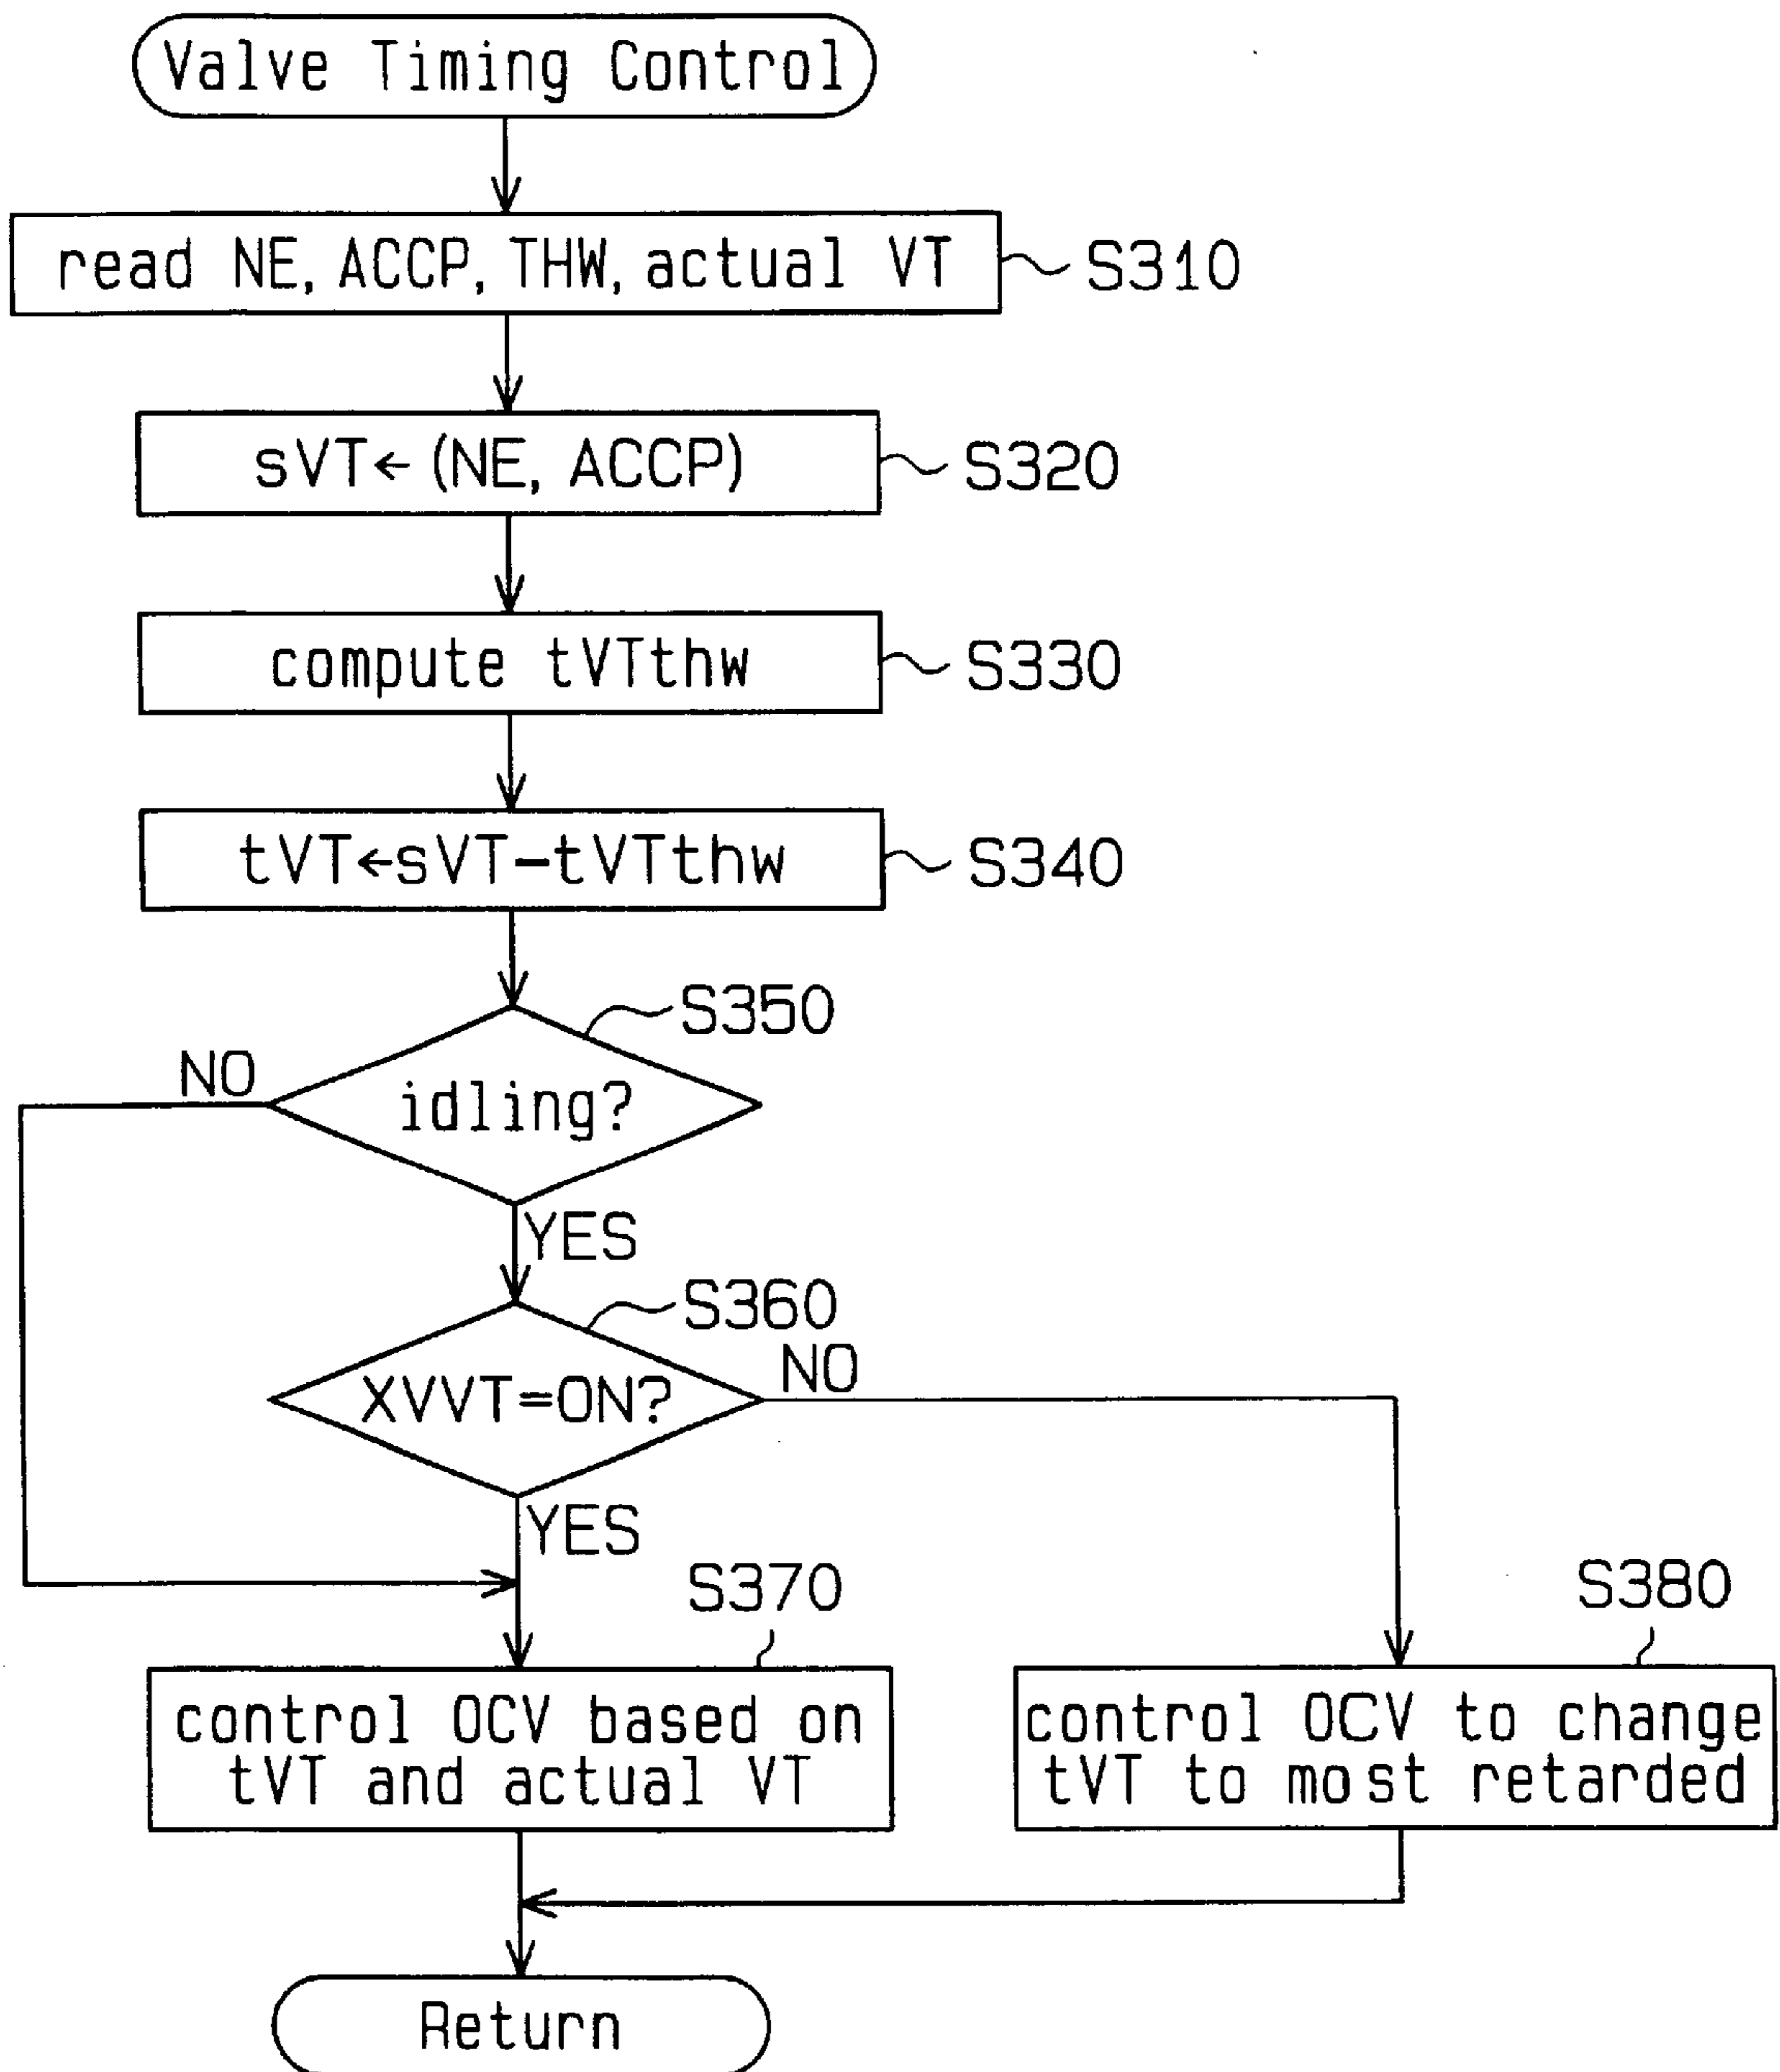 Valve Timing Control
read NE, ACCP, THW, actual VT
S310
sVT←(NE, ACCP)
S320
compute tVTthw
S330
tVT←sVT-tVTthw
S340
S350
NO
idling?
YES
S360
NO
XVVT=ON?
YES
S370
S380
control OCV based on
tVT and actual VT
control OCV to change
tVT to most retarded
Return